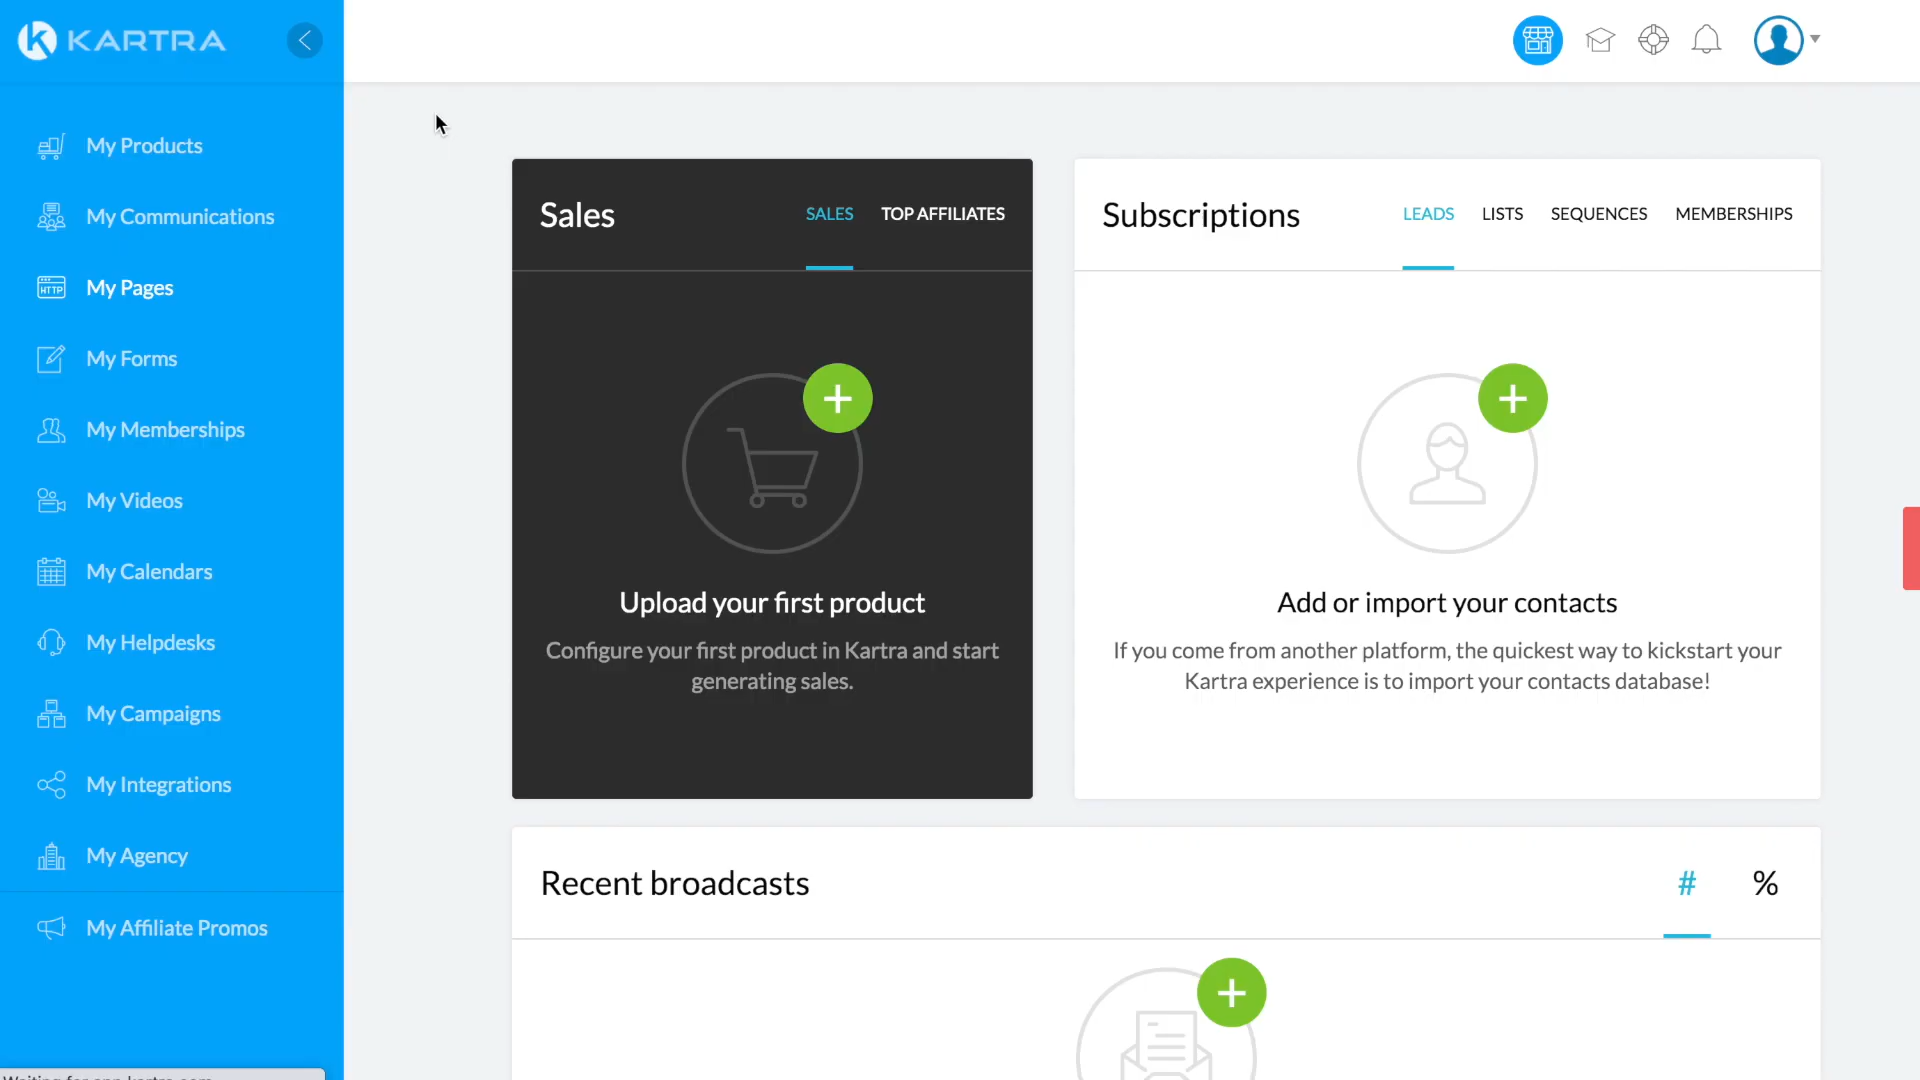 KARTRA
My Products
My Communications
HTTP
My Pages
My Forms
My Memberships
My Videos
My Calendars
My Helpdesks
My Campaigns
My Integrations
My Agency
My Affiliate Promos
Sales
SALES
TOP AFFILIATES
Upload your first product
Configure your first product in Kartra and start
generating sales.
Subscriptions
LEADS
LISTS
SEQUENCES
MEMBERSHIPS
Add or import your contacts
If you come from another platform, the quickest way to kickstart your
Kartra experience is to import your contacts database!
Recent broadcasts
#
%